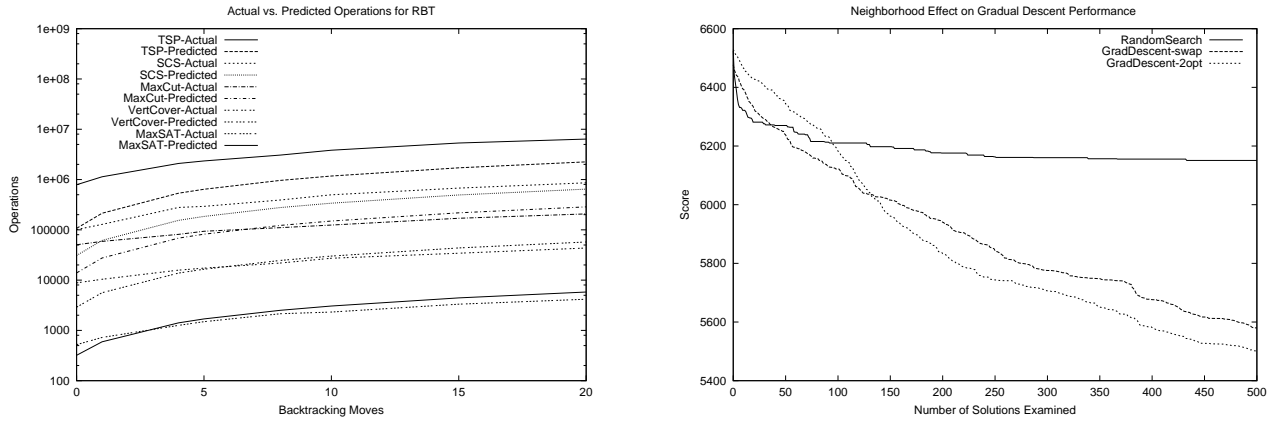 Actual vs. Predicted Operations for RBT
1e+09
1e+08
1e+07
1e+06
100000
10000
1000
100
Operations
TSP-Actual
TSP-Predicted
SCS-Actual
SCS-Predicted
MaxCut-Actual
MaxCut-Predicted
VertCover-Actual
VertCover-Predicted
MaxSAT-Actual
MaxSAT-Predicted
0 5 10 15 20
Backtracking Moves
Neighborhood Effect on Gradual Descent Performance
6600
6400
6200
6000
5800
5600
5400
Score
RandomSearch
GradDescent-swap
GradDescent-2opt
0 50 100 150 200 250 300 350 400 450 500
Number of Solutions Examined